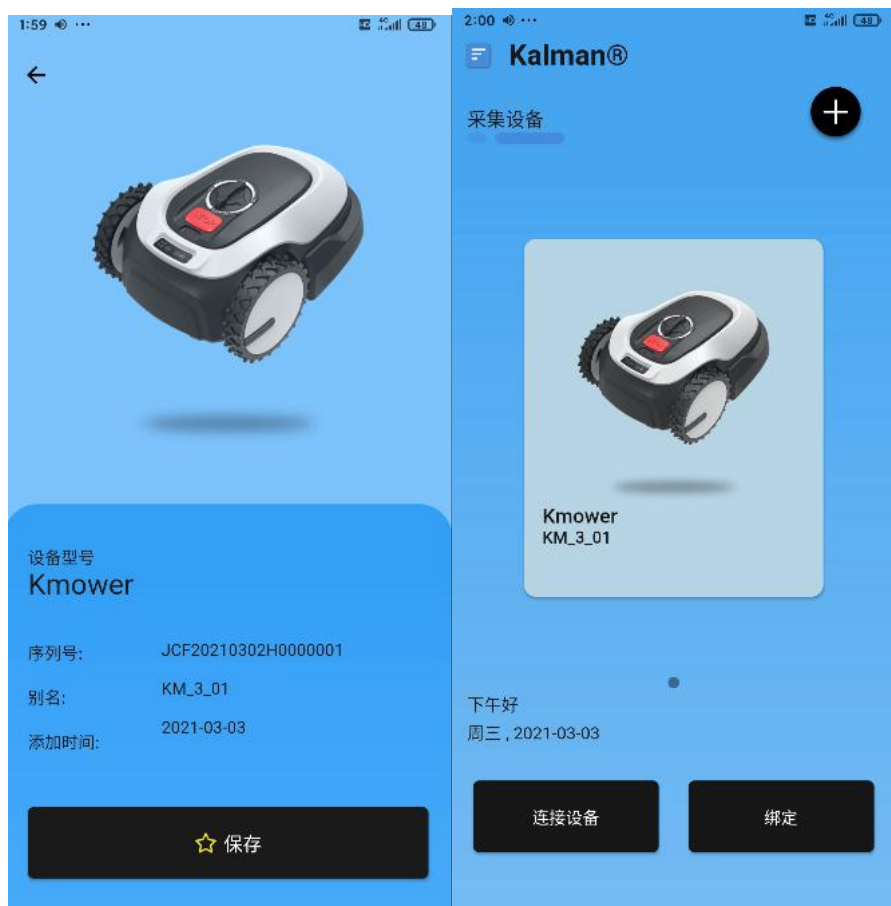 1:59
←
设备型号
Kmower
序列号: JCF20210302H0000001
别名: KM_3_01
添加时间: 2021-03-03
保存
2:00
Kalman®
采集设备
Kmower
KM_3_01
下午好
周三 , 2021-03-03
连接设备 绑定